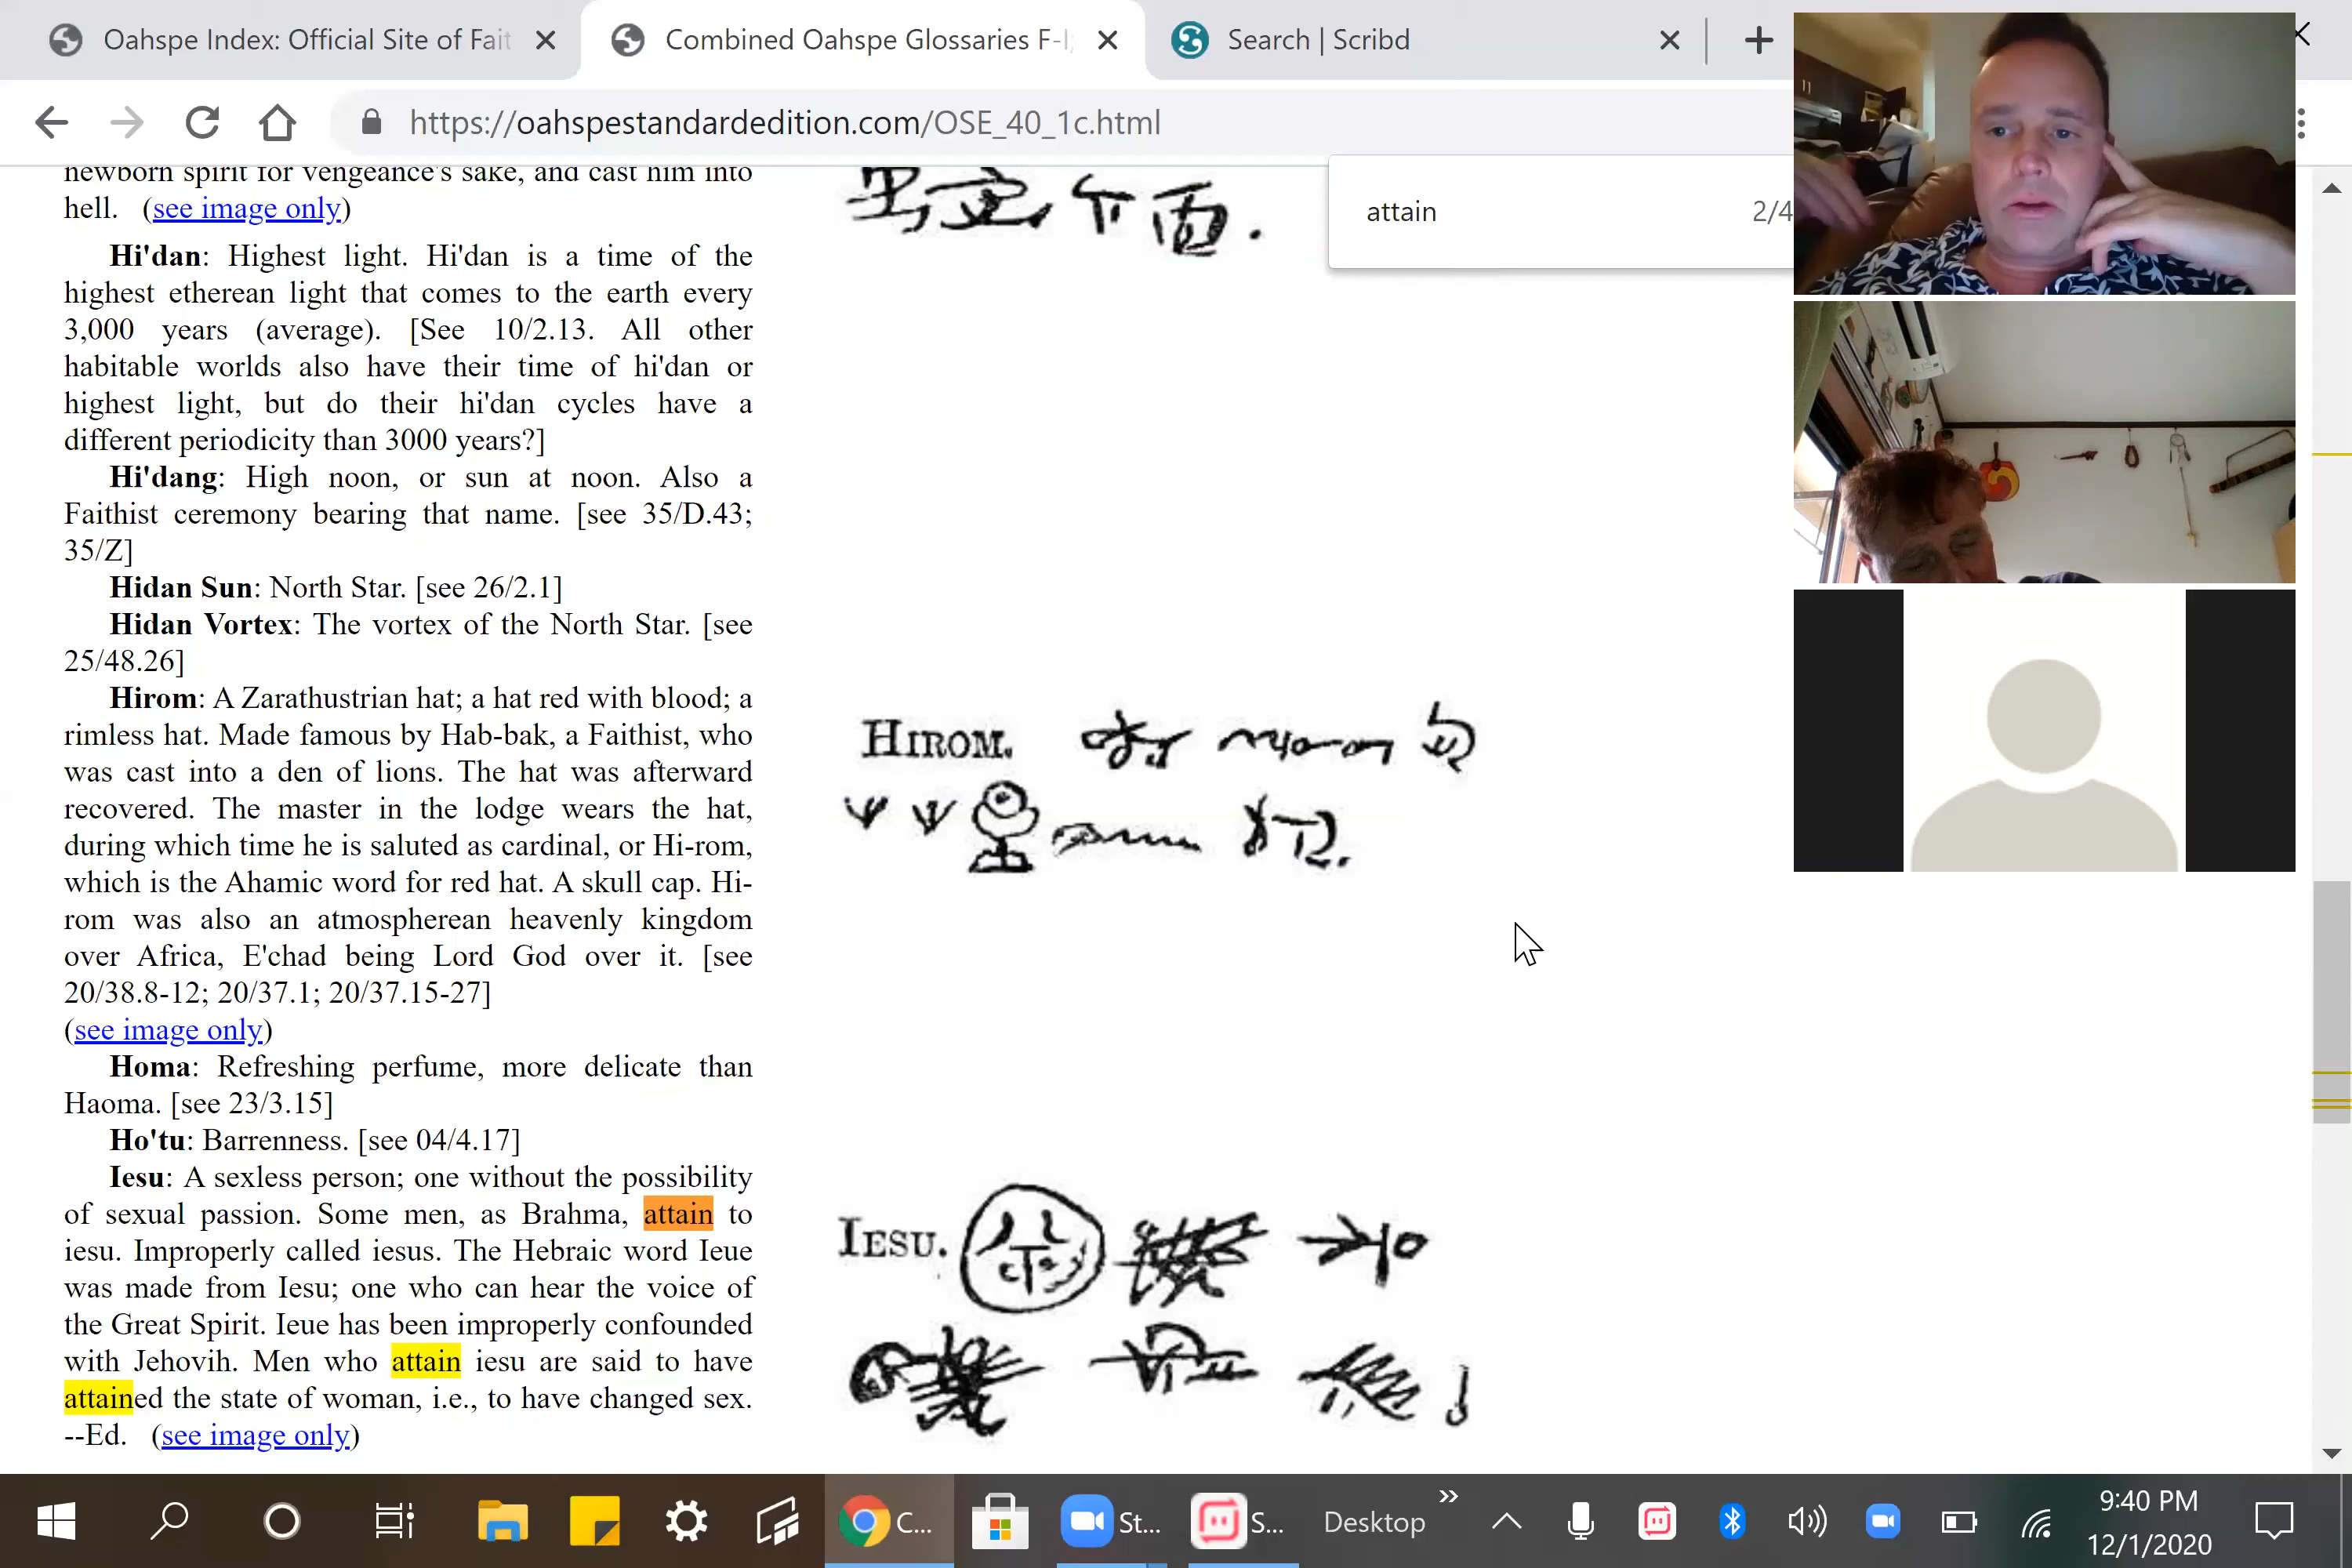 Oahspe Index: Official Site of Fait
Combined Oahspe Glossaries F-I;
Search | Scribd
https://oahspestandardedition.com/OSE_40_1c.html
attain 2/4
newborn spirit for vengeance's sake, and cast him into
hell. (see image only)
Hi'dan: Highest light. Hi'dan is a time of the
highest etherean light that comes to the earth every
3,000 years (average). [See 10/2.13. All other
habitable worlds also have their time of hi'dan or
highest light, but do their hi'dan cycles have a
different periodicity than 3000 years?]
Hi'dang: High noon, or sun at noon. Also a
Faithist ceremony bearing that name. [see 35/D.43;
35/Z]
Hidan Sun: North Star. [see 26/2.1]
Hidan Vortex: The vortex of the North Star. [see
25/48.26]
Hirom: A Zarathustrian hat; a hat red with blood; a
rimless hat. Made famous by Hab-bak, a Faithist, who
was cast into a den of lions. The hat was afterward
recovered. The master in the lodge wears the hat,
during which time he is saluted as cardinal, or Hi-rom,
which is the Ahamic word for red hat. A skull cap. Hi-
rom was also an atmospherean heavenly kingdom
over Africa, E'chad being Lord God over it. [see
20/38.8-12; 20/37.1; 20/37.15-27]
(see image only)
Homa: Refreshing perfume, more delicate than
Haoma. [see 23/3.15]
Ho'tu: Barrenness. [see 04/4.17]
Iesu: A sexless person; one without the possibility
of sexual passion. Some men, as Brahma, attain to
iesu. Improperly called iesus. The Hebraic word Ieue
was made from Iesu; one who can hear the voice of
the Great Spirit. Ieue has been improperly confounded
with Jehovih. Men who attain iesu are said to have
attained the state of woman, i.e., to have changed sex.
--Ed. (see image only)
HIROM.
IESU.
C...
St...
S...
Desktop
9:40 PM
12/1/2020